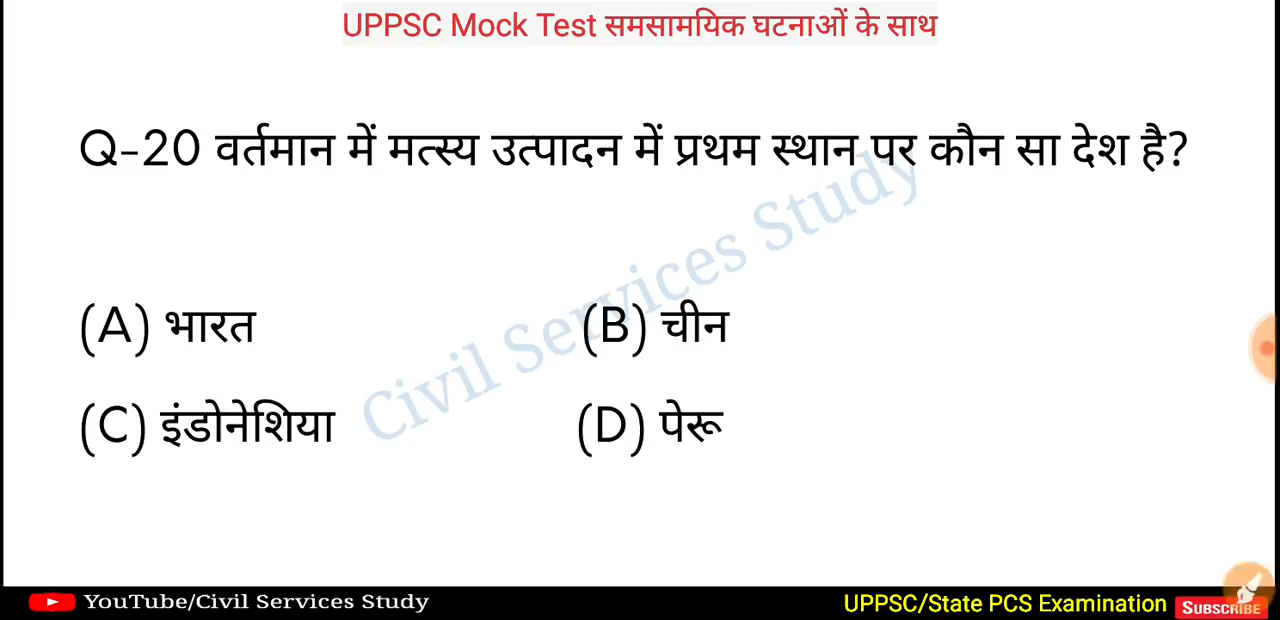 UPPSC Mock Test समसामयिक घटनाओं के साथ
Q-20 वर्तमान में मत्स्य उत्पादन में प्रथम स्थान पर कौन सा देश है?
Civil Services Study
(A) भारत (B) चीन
(C) इंडोनेशिया (D) पेरू
YouTube/Civil Services Study UPPSC/State PCS Examination SUBSCRIBE